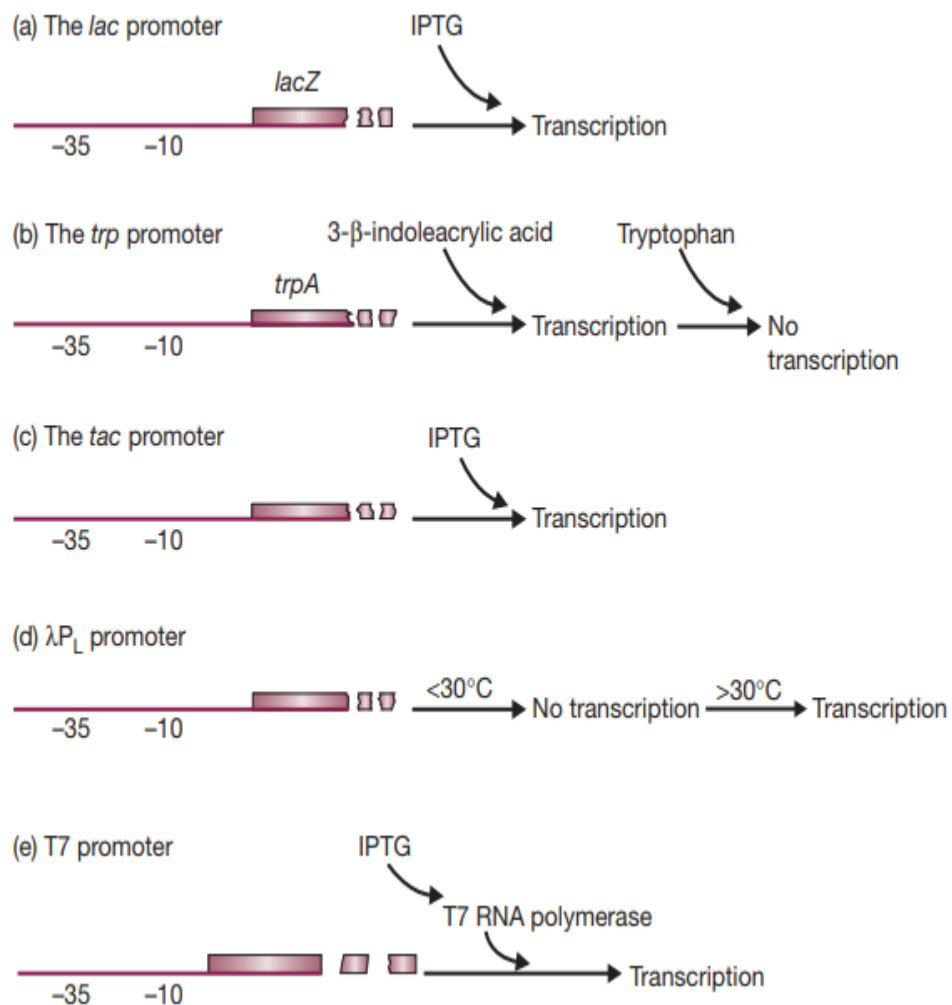 (a) The lac promoter
IPTG
lacZ
Transcription
–35 –10
(b) The trp promoter
3-β-indoleacrylic acid
Tryptophan
trpA
Transcription
No
transcription
–35 –10
(c) The tac promoter
IPTG
Transcription
–35 –10
(d) λPL promoter
<30°C
No transcription
>30°C
Transcription
–35 –10
(e) T7 promoter
IPTG
T7 RNA polymerase
Transcription
–35 –10